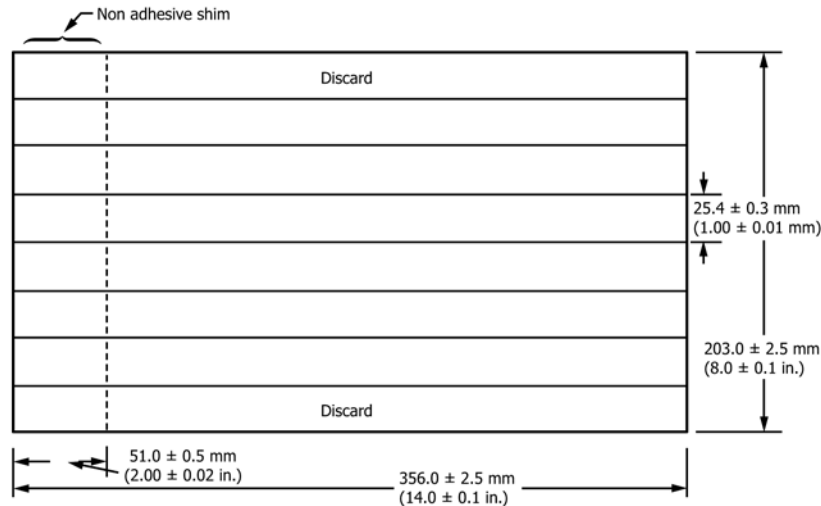 Non adhesive shim
Discard
25.4 ± 0.3 mm
(1.00 ± 0.01 mm)
203.0 ± 2.5 mm
(8.0 ± 0.1 in.)
Discard
51.0 ± 0.5 mm
(2.00 ± 0.02 in.)
356.0 ± 2.5 mm
(14.0 ± 0.1 in.)